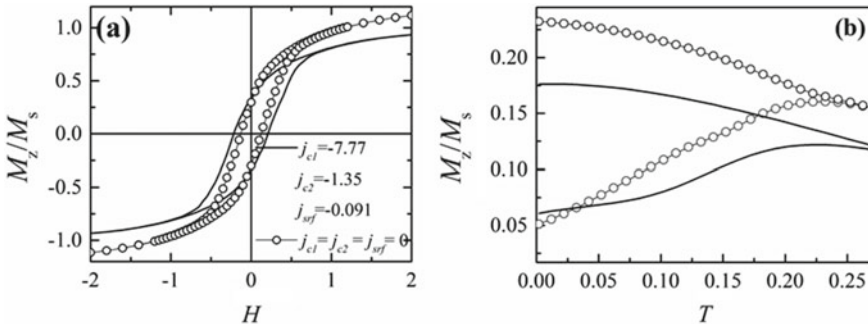 (a)
M_z/M_s
1.0
0.5
0.0
-0.5
-1.0
j_c1=-7.77
j_c2=-1.35
j_srf=-0.091
j_c1=j_c2=j_srf=0
-2 -1 0 1 2
H
(b)
M_z/M_s
0.20
0.15
0.10
0.05
0.00 0.05 0.10 0.15 0.20 0.25
T